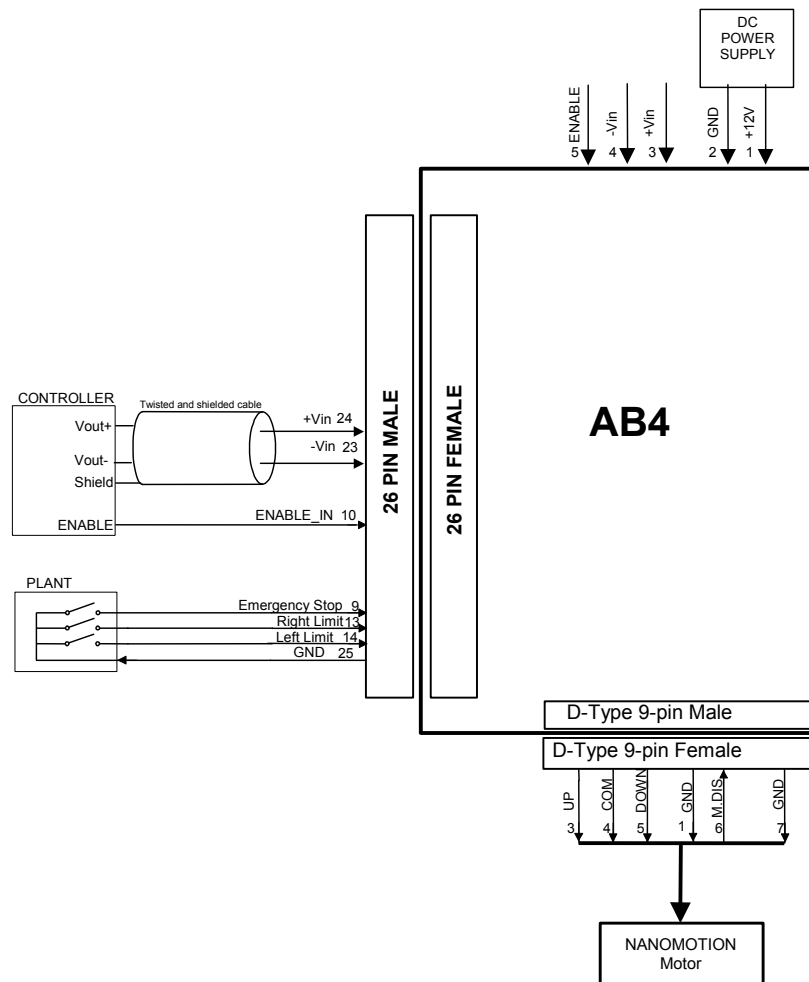 DC
POWER
SUPPLY
ENABLE
-Vin
+Vin
GND
+12V
5
4
3
2
1
26 PIN MALE
26 PIN FEMALE
AB4
CONTROLLER
Twisted and shielded cable
Vout+
+Vin 24
-Vin 23
Vout-
Shield
ENABLE
ENABLE_IN 10
PLANT
Emergency Stop 9
Right Limit 13
Left Limit 14
GND 25
D-Type 9-pin Male
D-Type 9-pin Female
UP
COM
DOWN
GND
M.DIS
GND
3
4
5
1
6
7
NANOMOTION
Motor